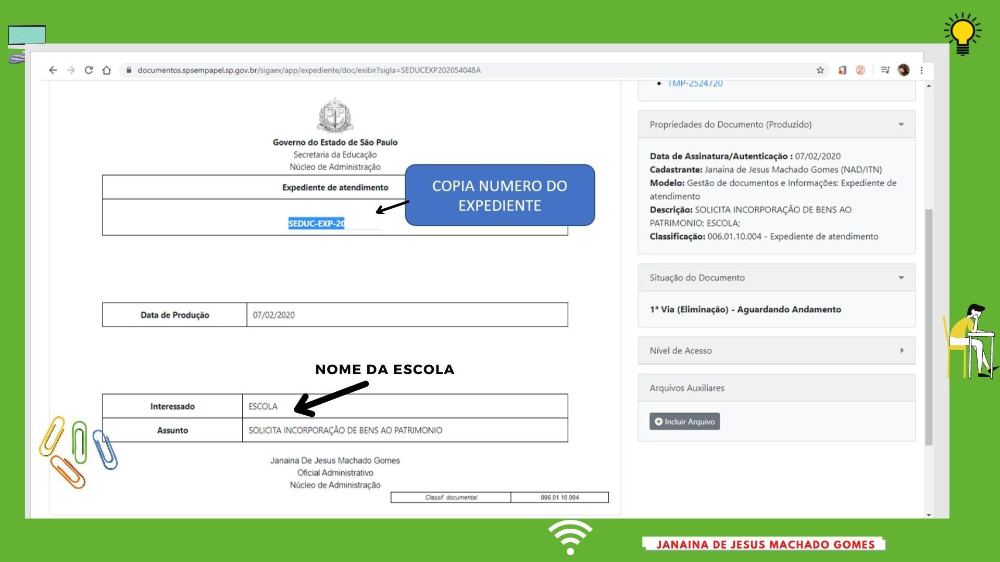 documentos.spsempapel.sp.gov.br/sigaex/app/expediente/doc/exibir?sigla=SEDUCEXP202054048A
SP
Governo do Estado de São Paulo
Secretaria da Educação
Núcleo de Administração
Expediente de atendimento
SEDUC-EXP-20
COPIA NUMERO DO
EXPEDIENTE
Data de Produção 07/02/2020
NOME DA ESCOLA
Interessado ESCOLA
Assunto SOLICITA INCORPORAÇÃO DE BENS AO PATRIMONIO
Janaina De Jesus Machado Gomes
Oficial Administrativo
Núcleo de Administração
Classif. documental 006.01.10.004
TMP-2524720
Propriedades do Documento (Produzido)
Data de Assinatura/Autenticação : 07/02/2020
Cadastrante: Janaina de Jesus Machado Gomes (NAD/ITN)
Modelo: Gestão de documentos e Informações: Expediente de
atendimento
Descrição: SOLICITA INCORPORAÇÃO DE BENS AO
PATRIMONIO; ESCOLA;
Classificação: 006.01.10.004 - Expediente de atendimento
Situação do Documento
1ª Via (Eliminação) - Aguardando Andamento
Nível de Acesso
Arquivos Auxiliares
Incluir Arquivo
JANAINA DE JESUS MACHADO GOMES